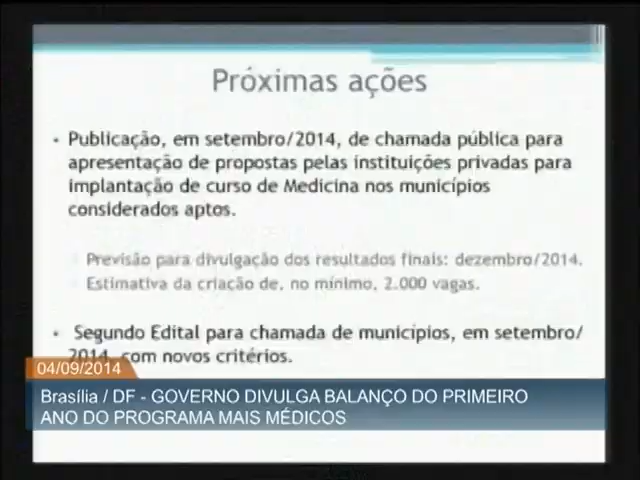 Próximas ações
• Publicação, em setembro/2014, de chamada pública para
apresentação de propostas pelas instituições privadas para
implantação de curso de Medicina nos municípios
considerados aptos.
Previsão para divulgação dos resultados finais: dezembro/2014.
Estimativa da criação de, no mínimo, 2.000 vagas.
• Segundo Edital para chamada de municípios, em setembro/
2014, com novos critérios.
04/09/2014
Brasília / DF - GOVERNO DIVULGA BALANÇO DO PRIMEIRO
ANO DO PROGRAMA MAIS MÉDICOS